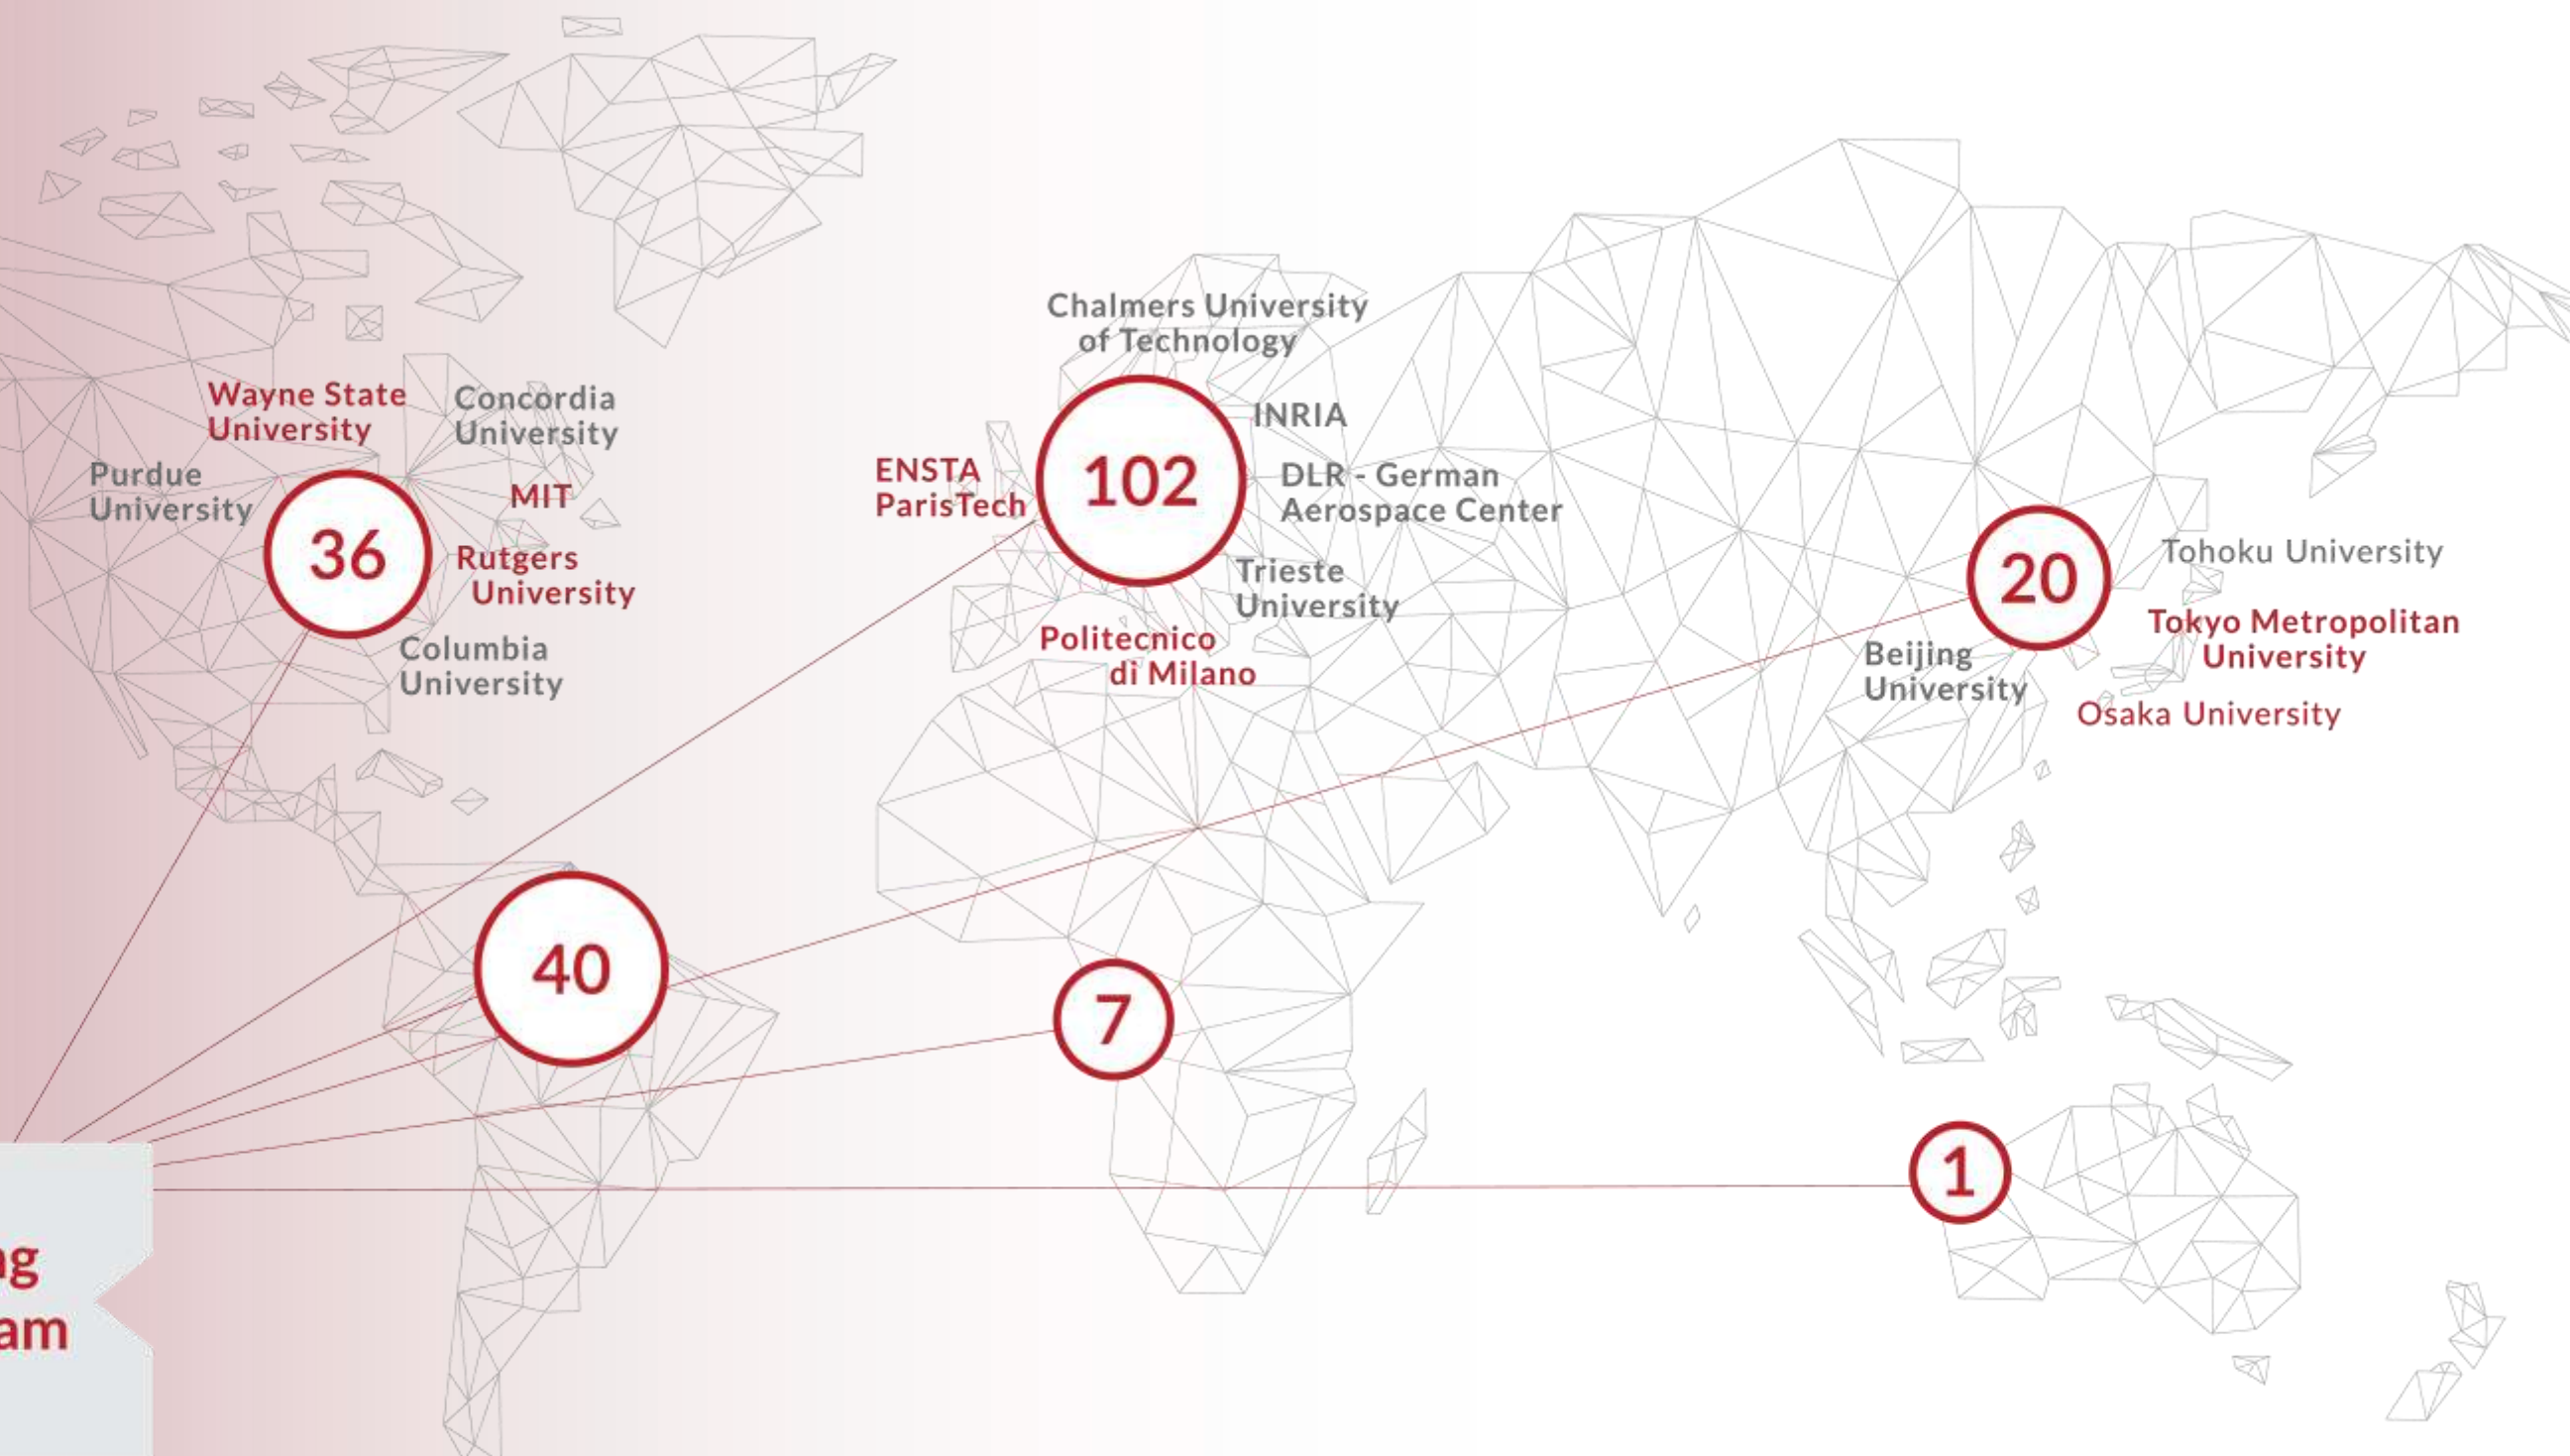 Chalmers University
of Technology
Wayne State
University
Concordia
University
INRIA
Purdue
University
MIT
36
Rutgers
University
Columbia
University
ENSTA
ParisTech
102
DLR - German
Aerospace Center
Trieste
University
Politecnico
di Milano
20
Tohoku University
Tokyo Metropolitan
University
Beijing
University
Osaka University
40
7
1
ng
am